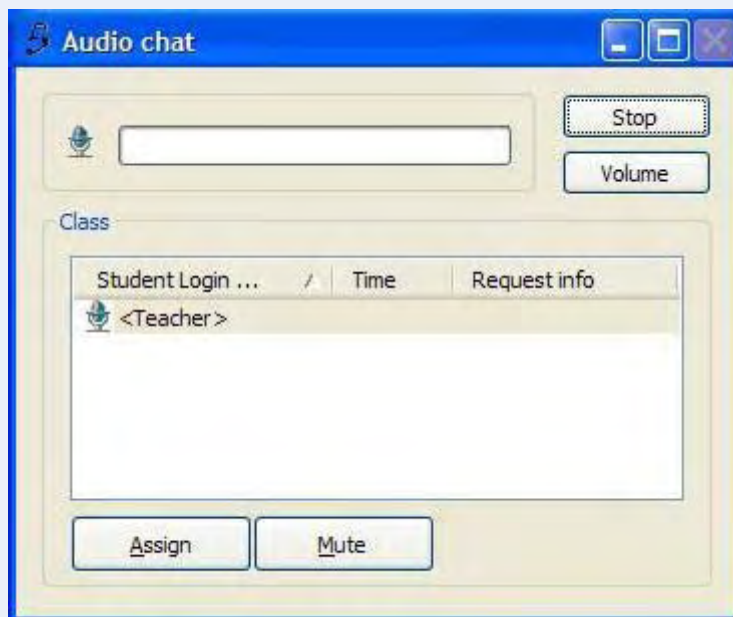 Audio chat
Stop
Volume
Class
Student Login ... Time Request info
<Teacher>
Assign Mute